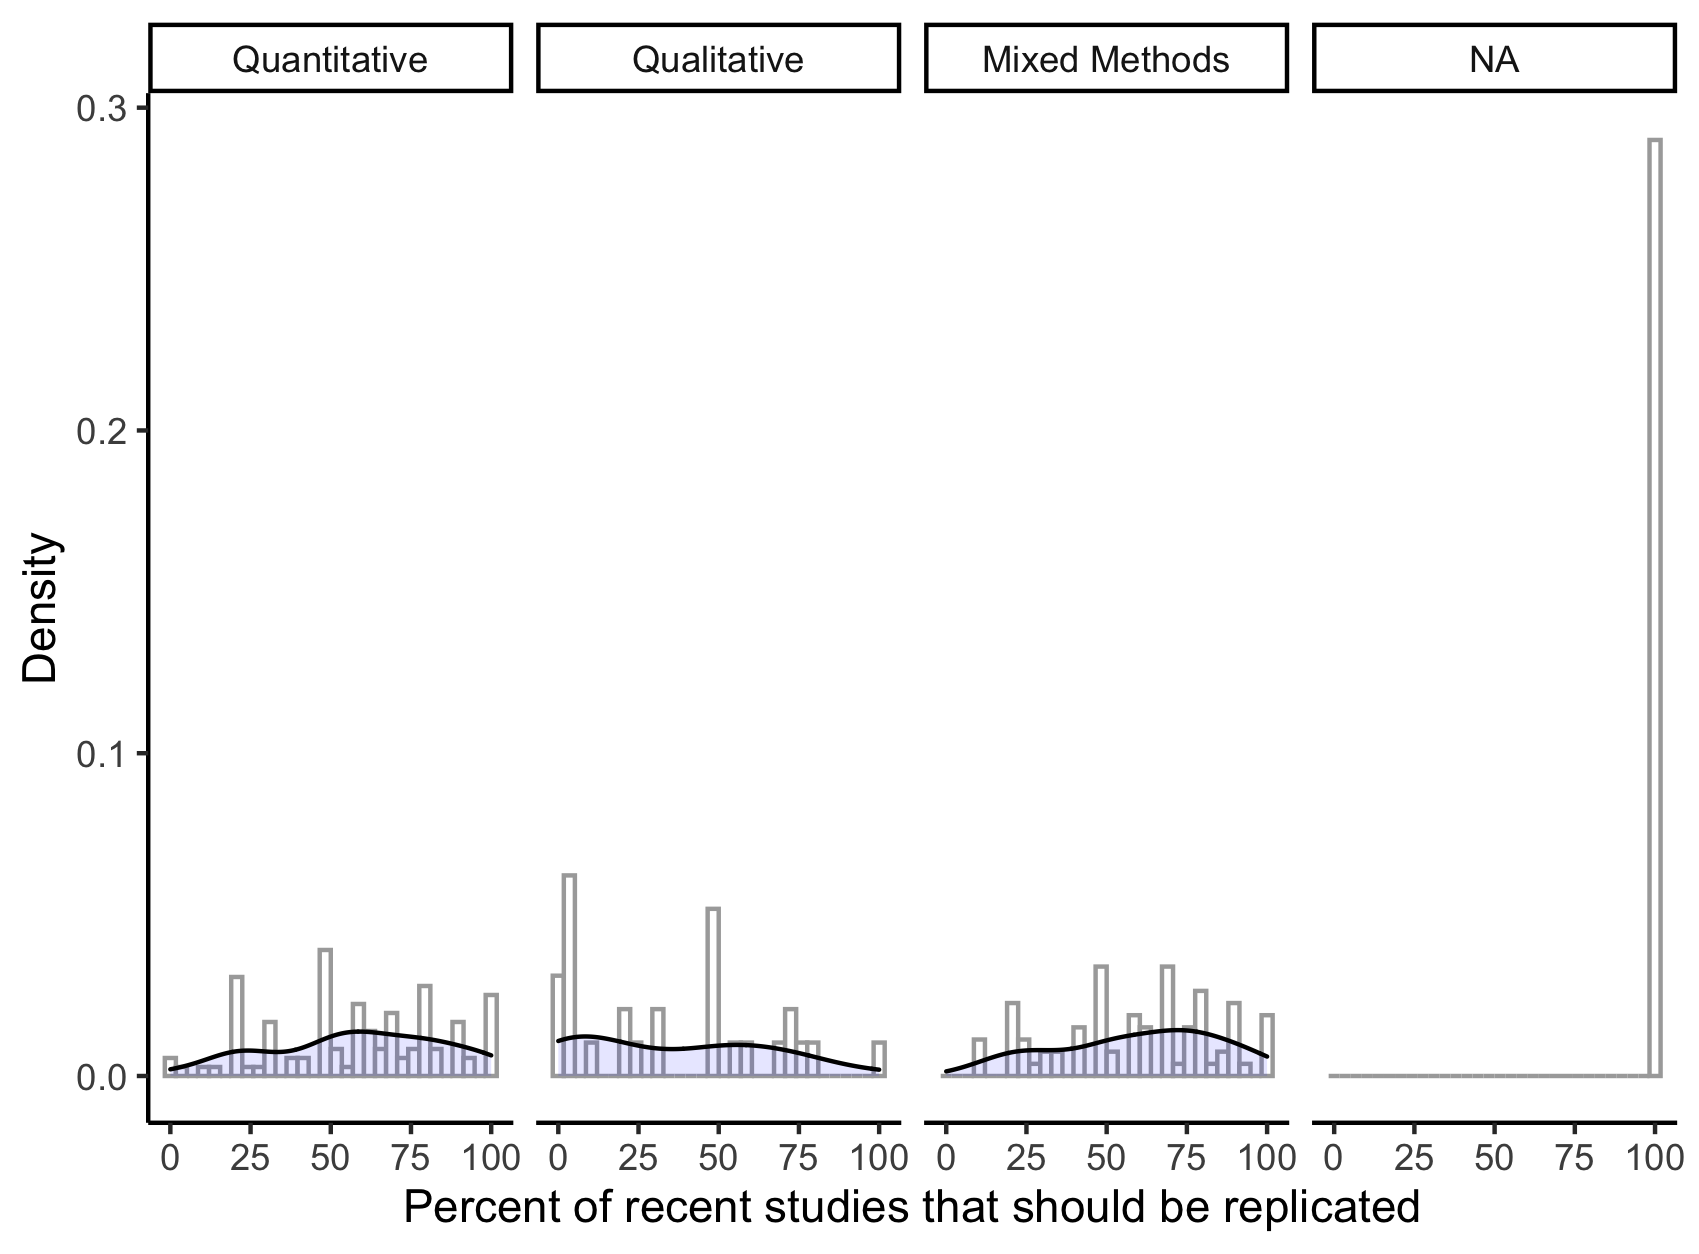 Quantitative Qualitative Mixed Methods NA
0.3
0.2
0.1
0.0
Density
0 25 50 75 100 0 25 50 75 100 0 25 50 75 100 0 25 50 75 100
Percent of recent studies that should be replicated